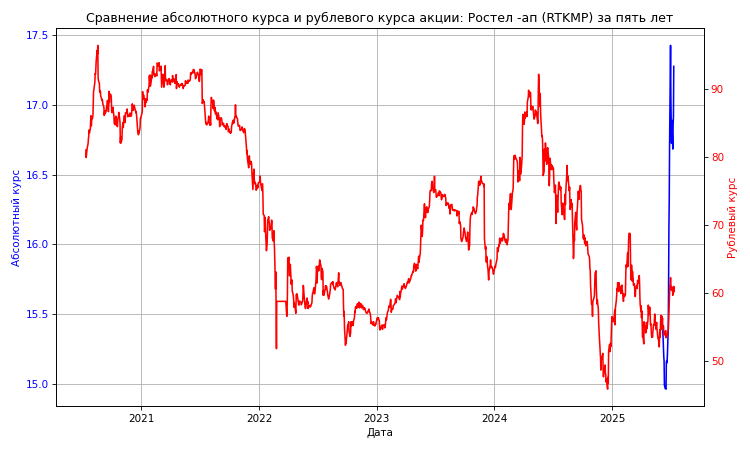 Сравнение абсолютного курса и рублевого курса акции: Ростел -ап (RTKMP) за пять лет
17.5
17.0
16.5
16.0
15.5
15.0
Абсолютный курс
90
80
70
60
50
Рублевый курс
2021 2022 2023 2024 2025
Дата